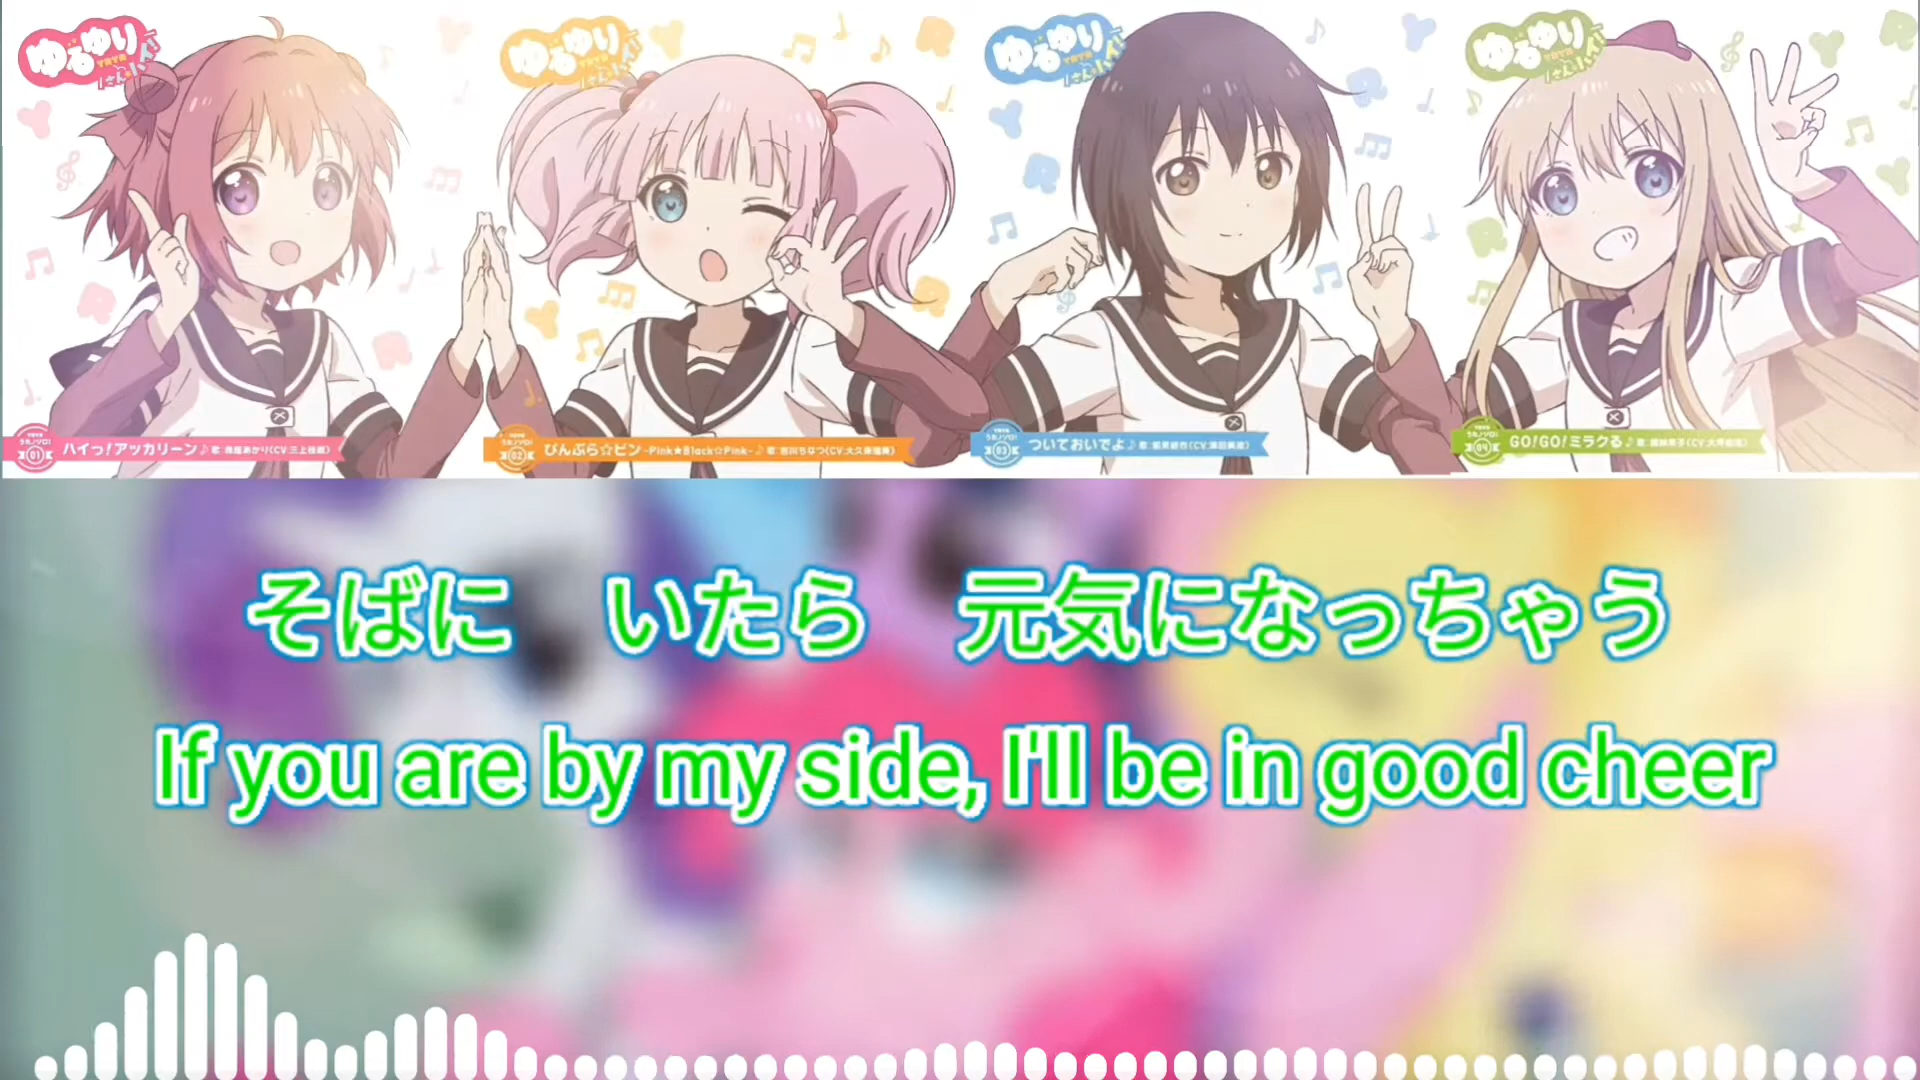 ゆるゆり
ゆるゆり
ゆるゆり
ゆるゆり
01 ハイっ!アッカリ〜ン♪
02 ぴんぶら☆ピン -Pink★Black☆Pink-♪
03 ついておいでよ♪
04 GO!GO!ミラクる♪
そばに いたら 元気になっちゃう
If you are by my side, I'll be in good cheer